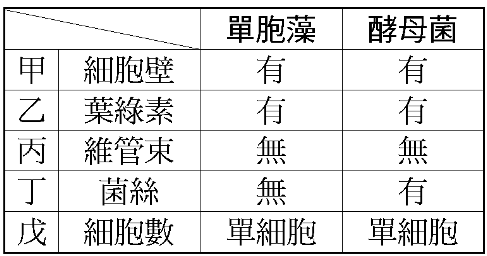 單胞藻 酵母菌
甲 細胞壁 有 有
乙 葉綠素 有 有
丙 維管束 無 無
丁 菌絲 無 有
戊 細胞數 單細胞 單細胞